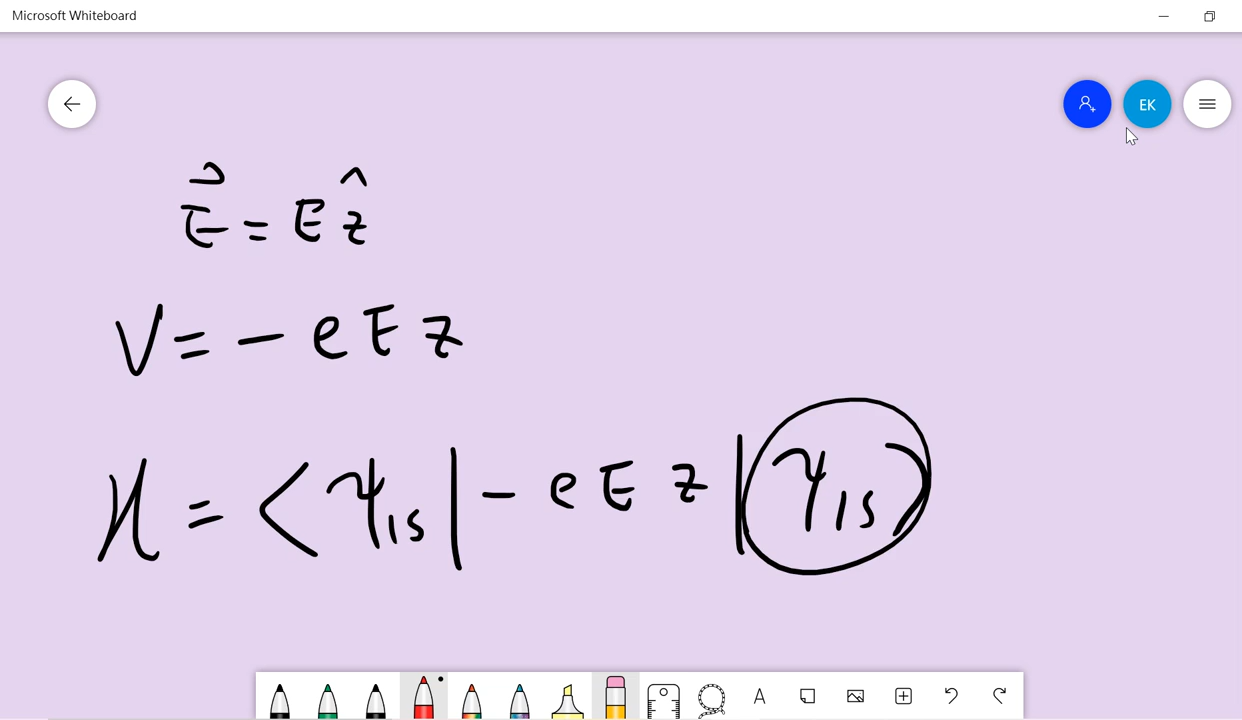 Microsoft Whiteboard
EK
E⃗ = E ẑ
V = - e E z
H = <ψ1s| - e E z |ψ1s>
A